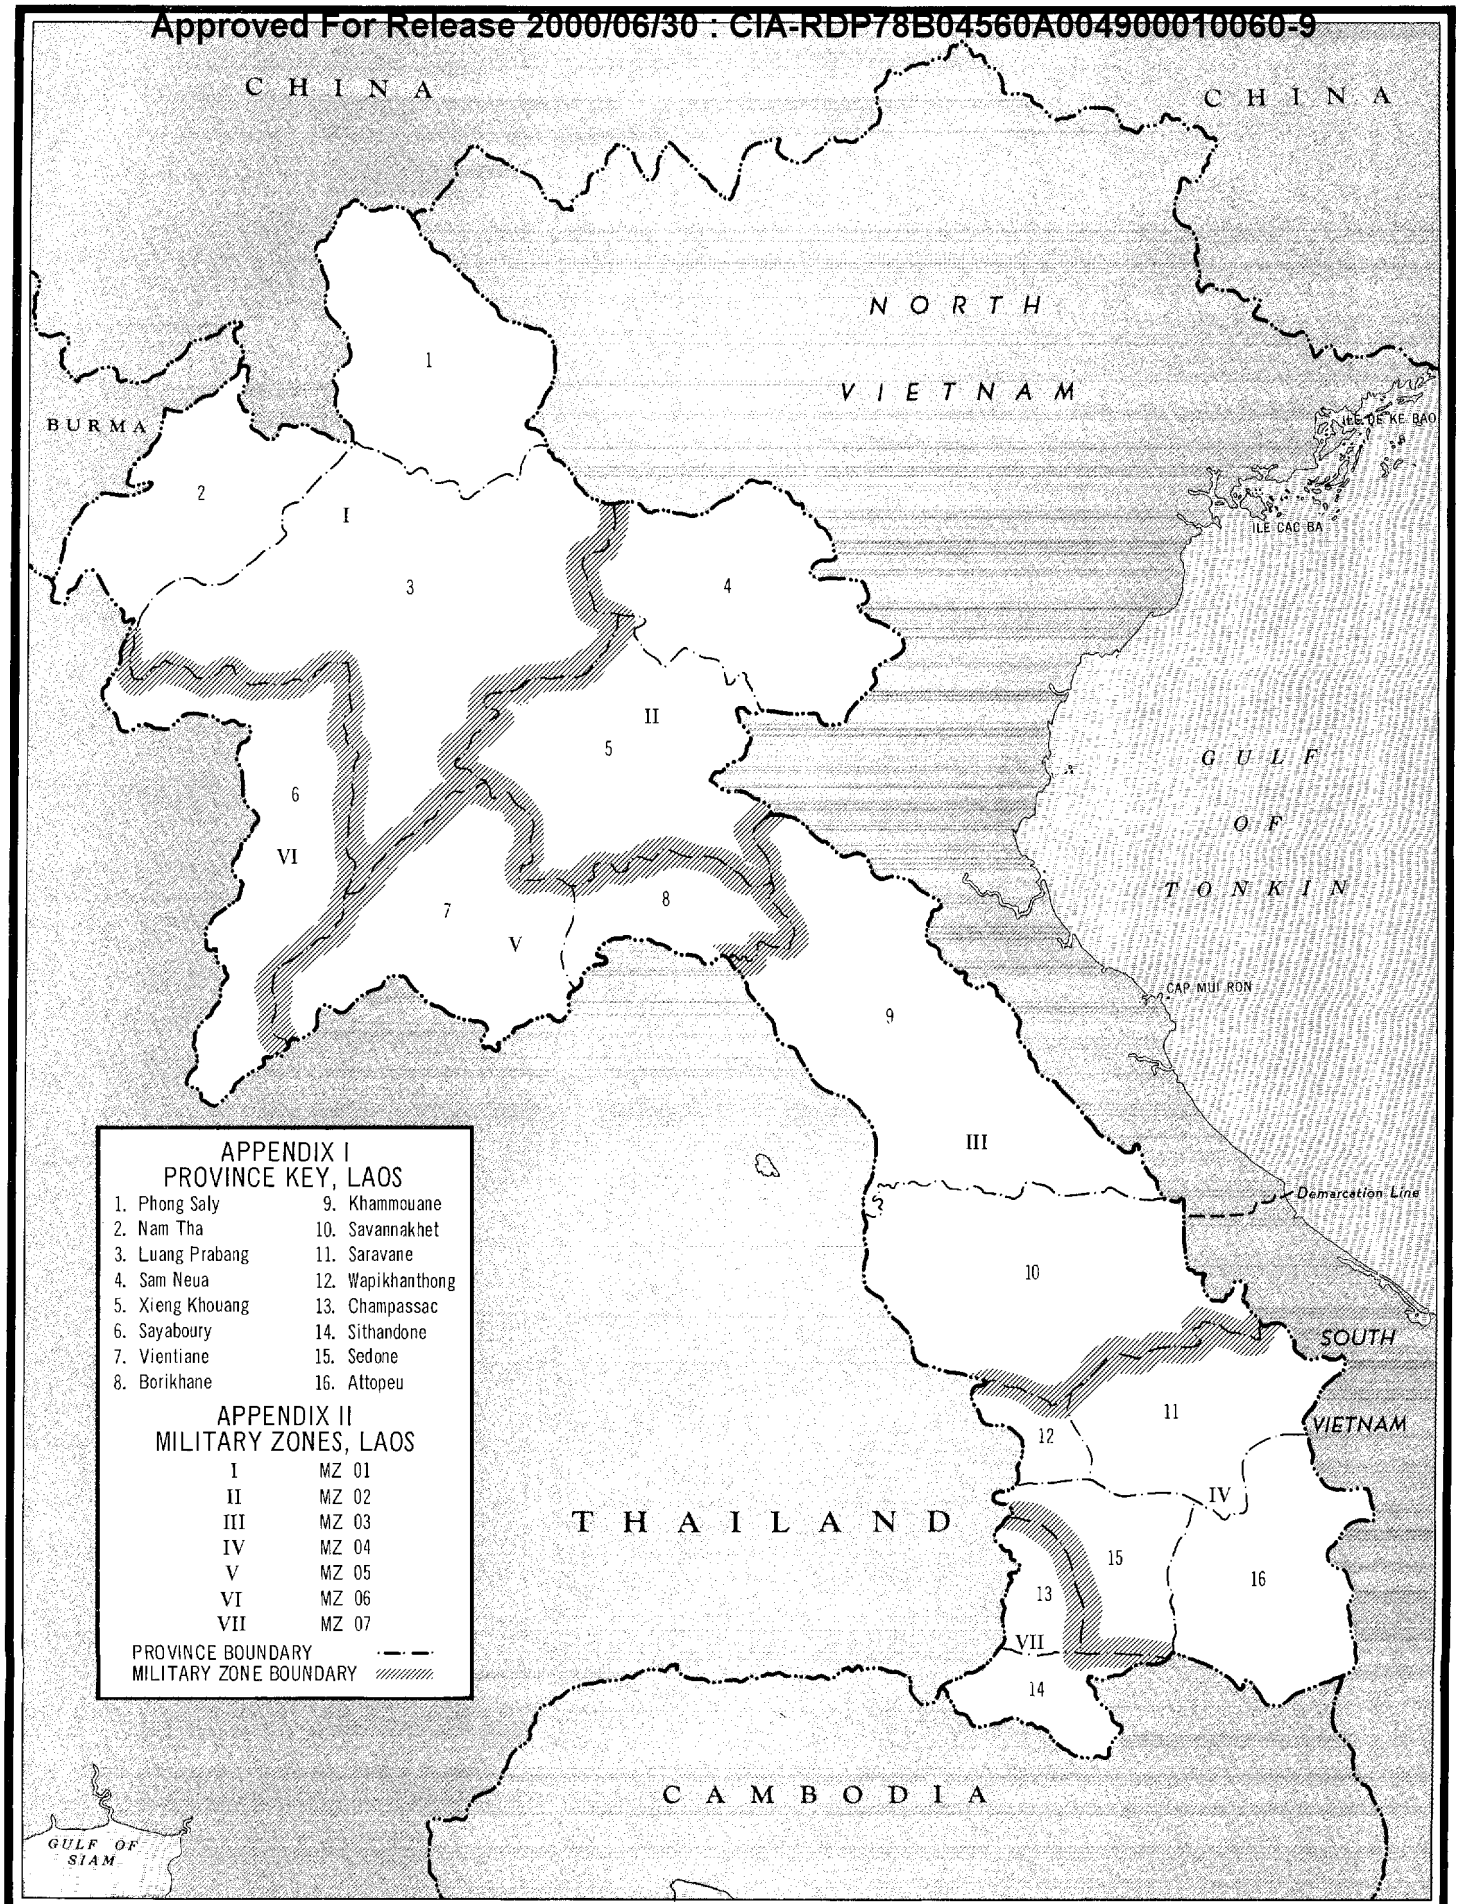 Approved For Release 2000/06/30 : CIA-RDP78B04560A004900010060-9
CHINA
CHINA
NORTH
VIETNAM
1
BURMA
ILE DE KE BAO
2
I
ILE CAC BA
3
4
II
5
GULF
OF
TONKIN
6
VI
7
8
V
CAP MUI RON
9
III
Demarcation Line
10
SOUTH
VIETNAM
11
12
IV
THAILAND
15
16
13
VII
14
CAMBODIA
GULF OF
SIAM
APPENDIX I
PROVINCE KEY, LAOS
1. Phong Saly 9. Khammouane
2. Nam Tha 10. Savannakhet
3. Luang Prabang 11. Saravane
4. Sam Neua 12. Wapikhanthong
5. Xieng Khouang 13. Champassac
6. Sayaboury 14. Sithandone
7. Vientiane 15. Sedone
8. Borikhane 16. Attopeu
APPENDIX II
MILITARY ZONES, LAOS
I MZ 01
II MZ 02
III MZ 03
IV MZ 04
V MZ 05
VI MZ 06
VII MZ 07
PROVINCE BOUNDARY
MILITARY ZONE BOUNDARY